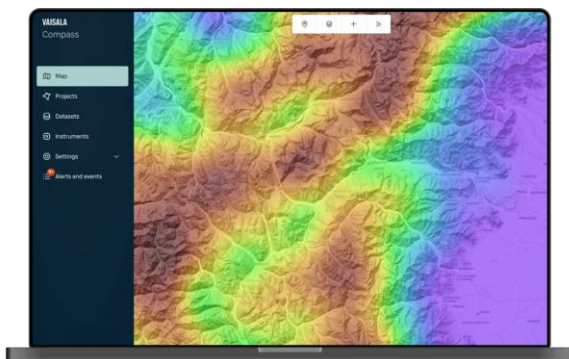 VAISALA
Compass
Map
Projects
Datasets
Instruments
Settings
Alerts and events